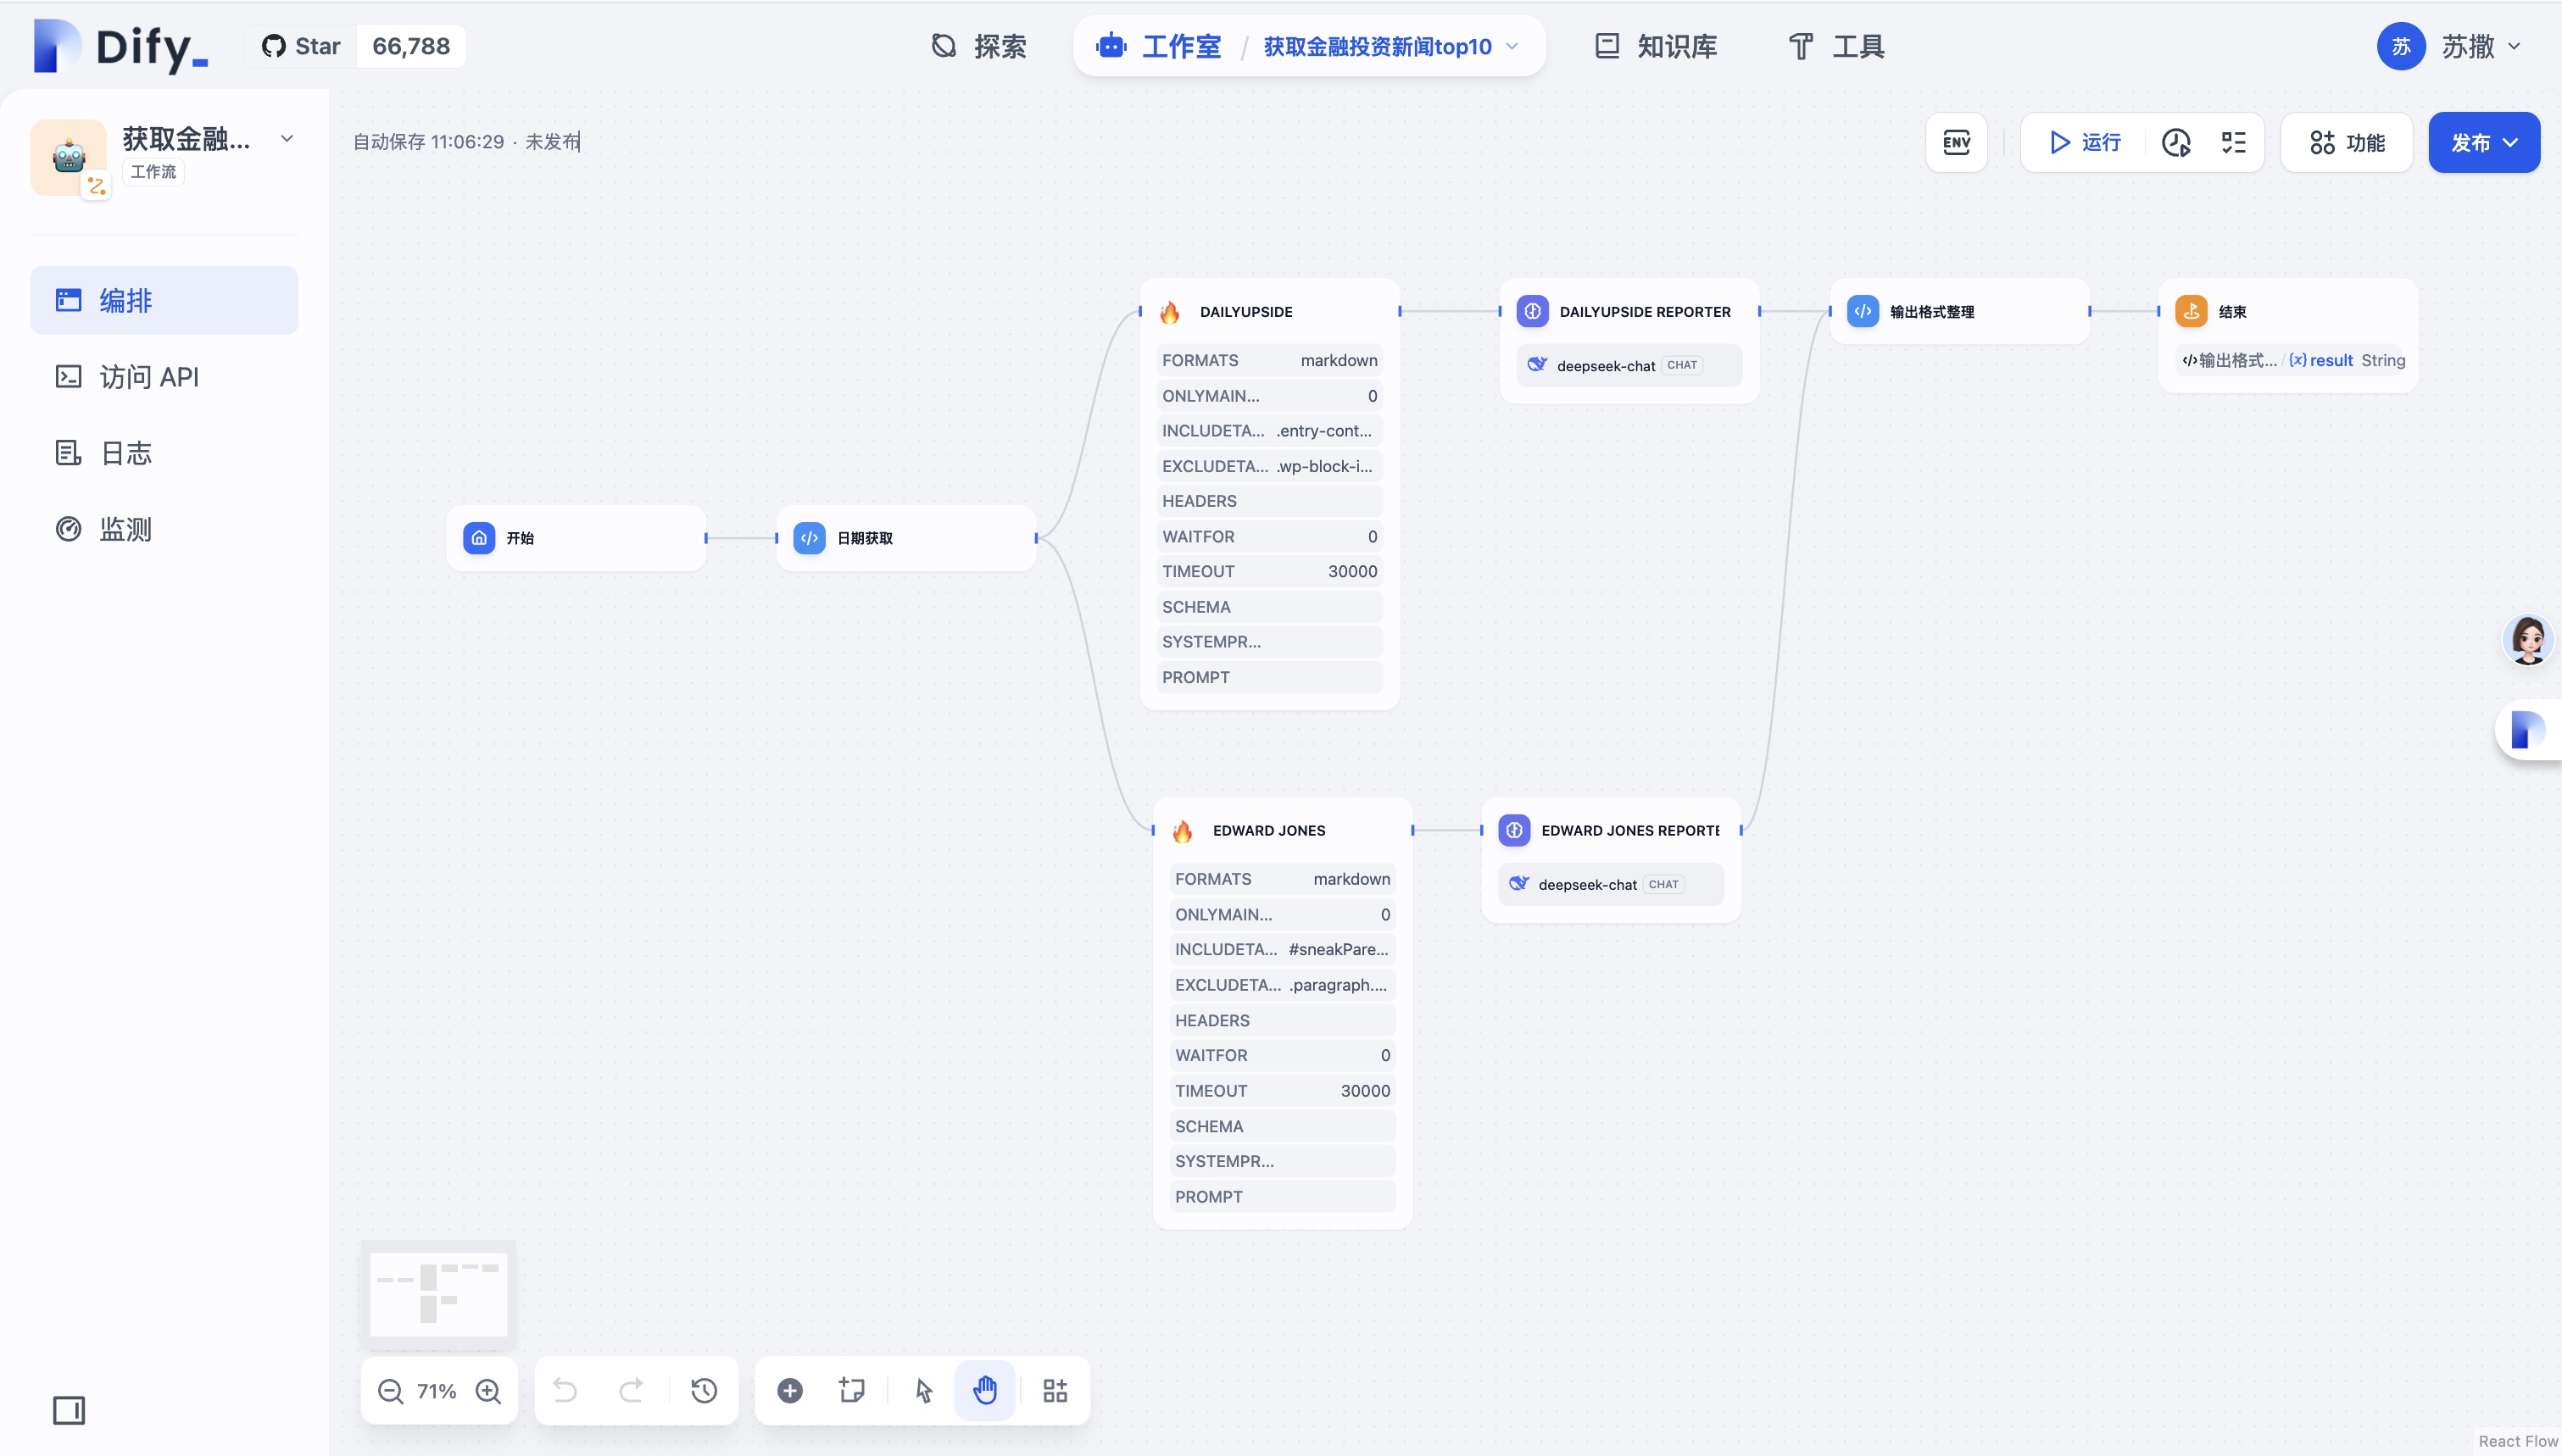 Dify_
Star 66,788
探索
工作室 / 获取金融投资新闻top10
知识库
工具
苏 苏撒
获取金融...
工作流
编排
访问 API
日志
监测
自动保存 11:06:29 · 未发布
ENV
运行
功能
发布
开始
日期获取
DAILYUPSIDE
FORMATS markdown
ONLYMAIN... 0
INCLUDETA... .entry-cont...
EXCLUDETA... .wp-block-i...
HEADERS
WAITFOR 0
TIMEOUT 30000
SCHEMA
SYSTEMPR...
PROMPT
DAILYUPSIDE REPORTER
deepseek-chat CHAT
输出格式整理
结束
输出格式... / {x} result String
EDWARD JONES
FORMATS markdown
ONLYMAIN... 0
INCLUDETA... #sneakPare...
EXCLUDETA... .paragraph....
HEADERS
WAITFOR 0
TIMEOUT 30000
SCHEMA
SYSTEMPR...
PROMPT
EDWARD JONES REPORTE
deepseek-chat CHAT
71%
React Flow